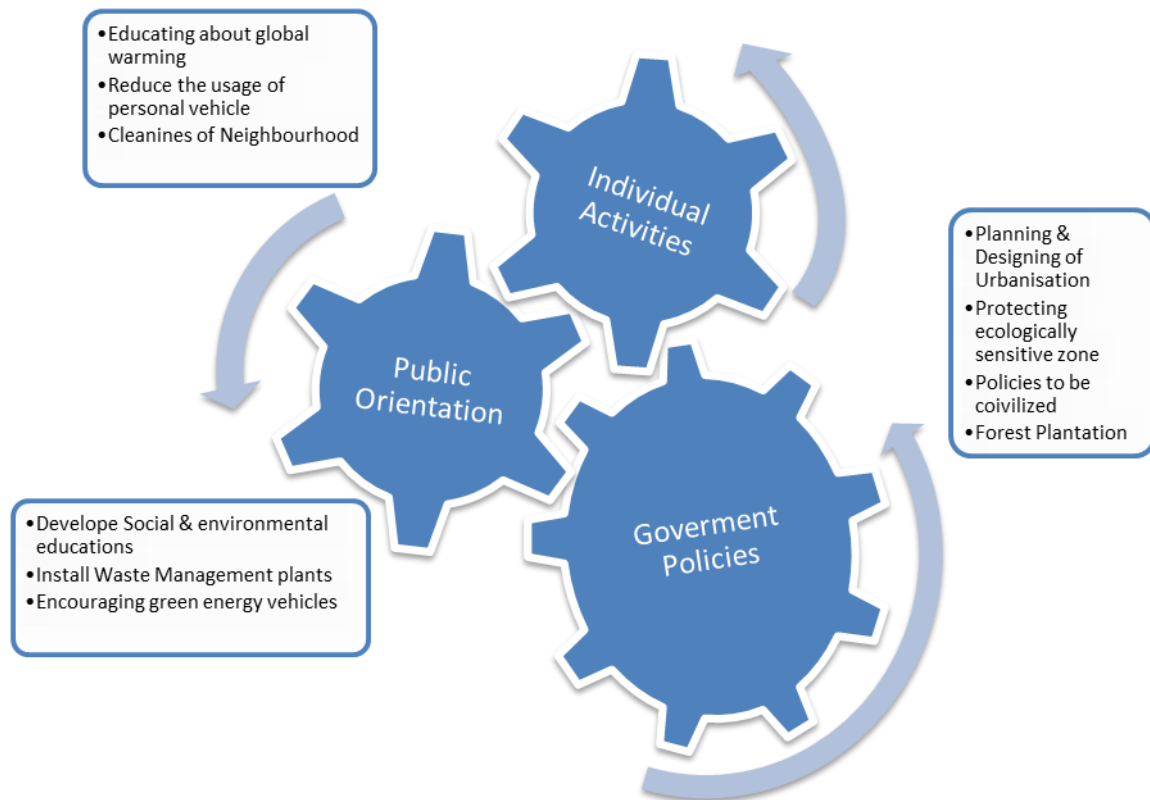 •Educating about global
warming
•Reduce the usage of
personal vehicle
•Cleanines of Neighbourhood
Individual
Activities
•Planning &
Designing of
Urbanisation
•Protecting
ecologically
sensitive zone
•Policies to be
coivilized
•Forest Plantation
Public
Orientation
•Develope Social & environmental
educations
•Install Waste Management plants
•Encouraging green energy vehicles
Goverment
Policies